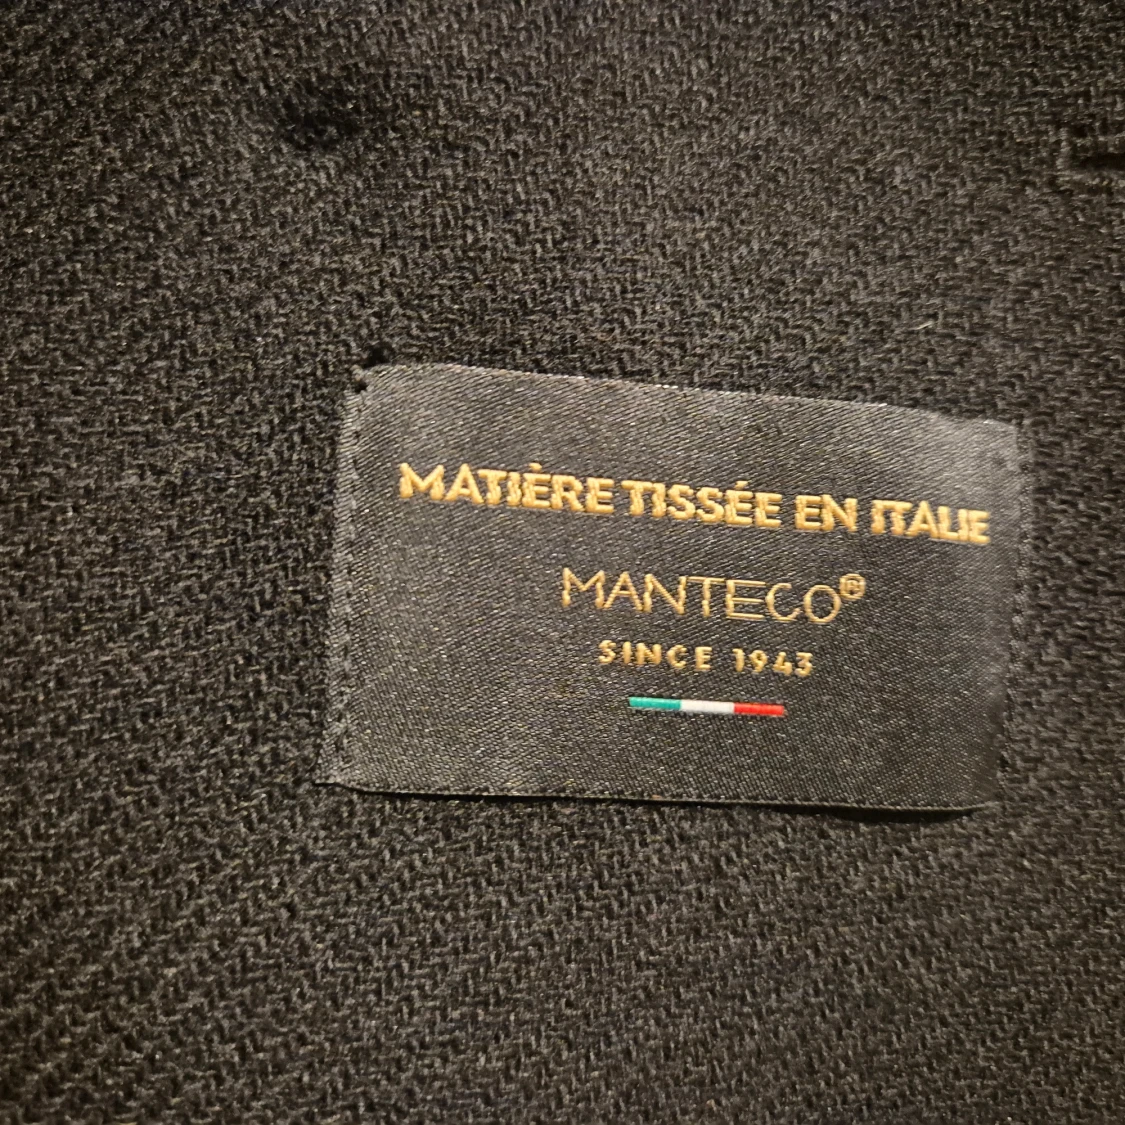 MATIÈRE TISSÉE EN ITALIE
MANTECO®
SINCE 1943